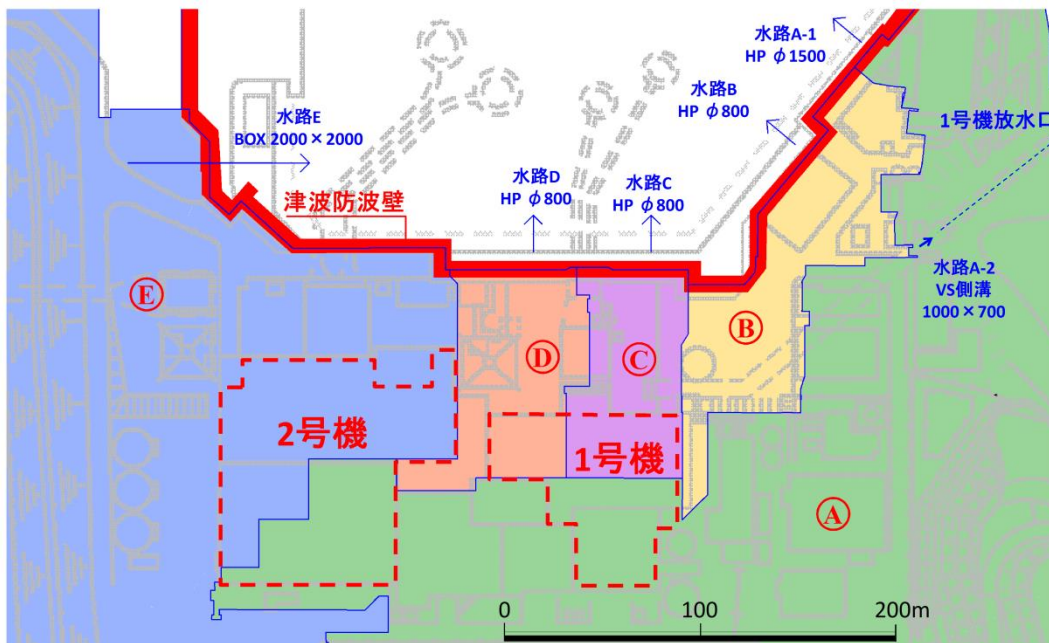 水路A-1
HP φ1500
水路B
HP φ800
水路E
BOX 2000×2000
1号機放水口
水路D
HP φ800
水路C
HP φ800
津波防波壁
水路A-2
VS側溝
1000×700
Ⓔ
Ⓓ
Ⓒ
Ⓑ
2号機
1号機
Ⓐ
0
100
200m